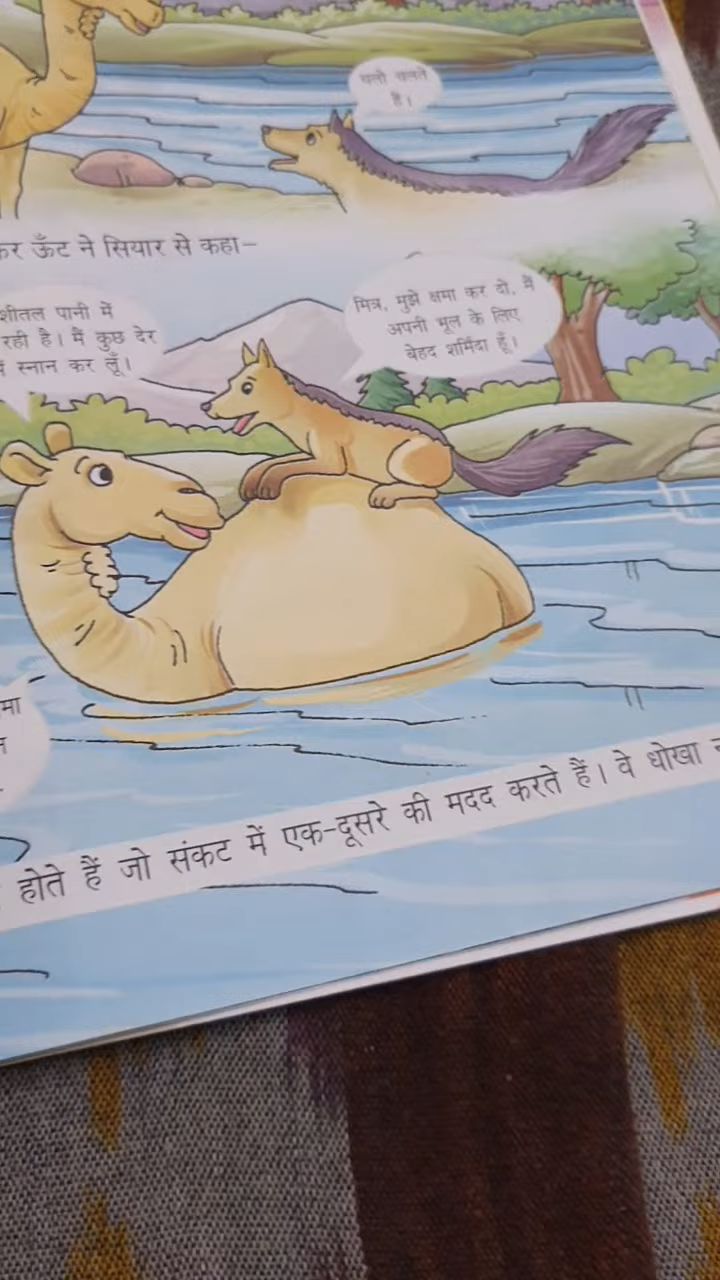 चलो चलते
हैं।
कर ऊँट ने सियार से कहा–
शीतल पानी में
रही है। मैं कुछ देर
स्नान कर लूँ।
मित्र, मुझे क्षमा कर दो, मैं
अपनी भूल के लिए
बेहद शर्मिंदा हूँ।
होते हैं जो संकट में एक-दूसरे की मदद करते हैं। वे धोखा